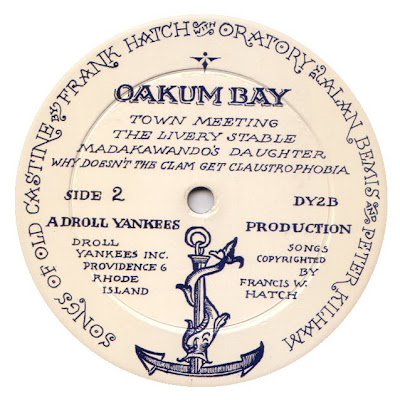 SONGS OF OLD CASTINE BY FRANK HATCH WITH ORATORY BY ALAN BEMIS AND PETER KILHAM
OAKUM BAY
TOWN MEETING
THE LIVERY STABLE
MADAKAWANDO'S DAUGHTER
WHY DOESN'T THE CLAM GET CLAUSTROPHOBIA
SIDE 2 DY2B
A DROLL YANKEES PRODUCTION
DROLL
YANKEES INC.
PROVIDENCE 6
RHODE
ISLAND
SONGS
COPYRIGHTED
BY
FRANCIS W.
HATCH